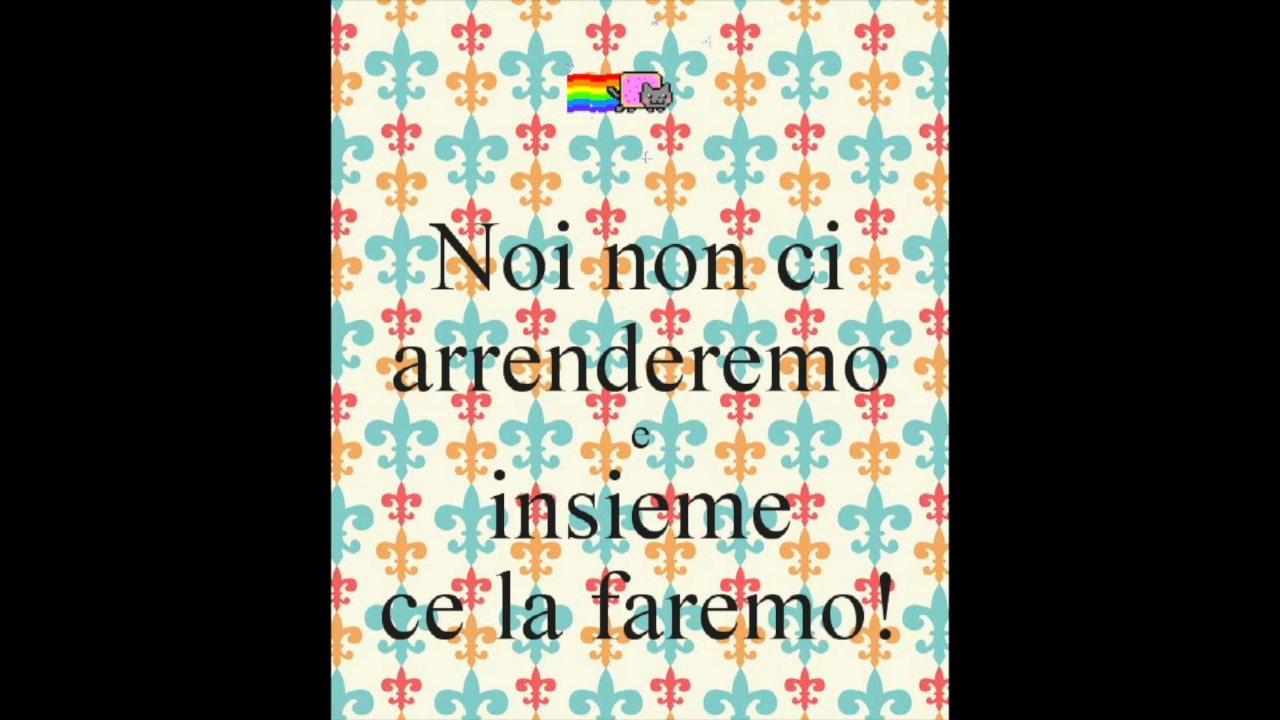 Noi non ci
arrenderemo
e
insieme
ce la faremo!